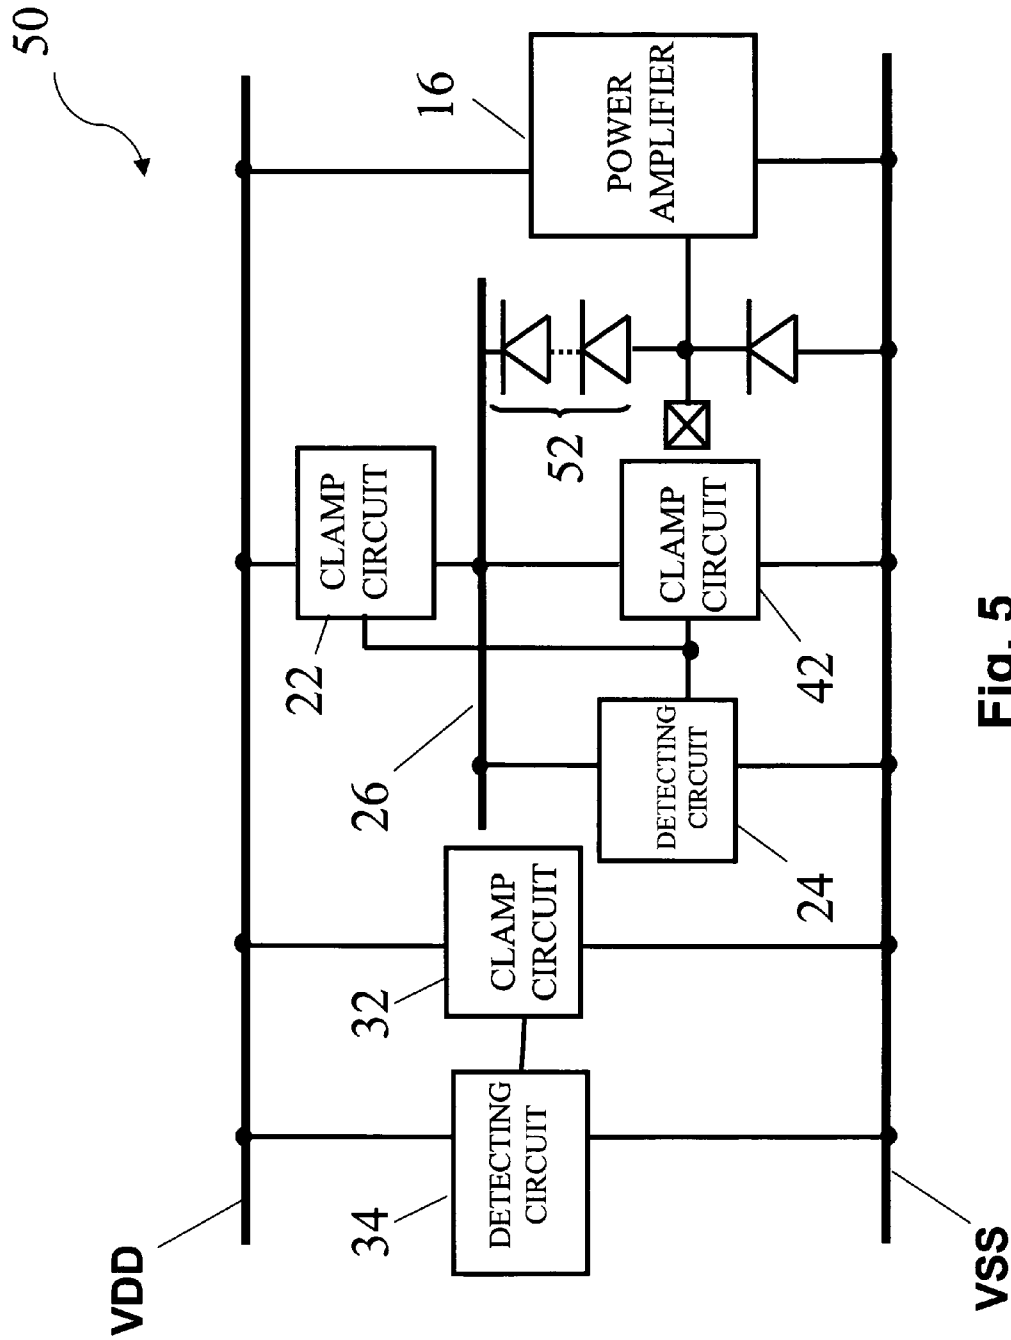 50
VDD
34
DETECTING
CIRCUIT
32
CLAMP
CIRCUIT
26
22
CLAMP
CIRCUIT
24
DETECTING
CIRCUIT
42
CLAMP
CIRCUIT
52
16
POWER
AMPLIFIER
VSS
Fig. 5